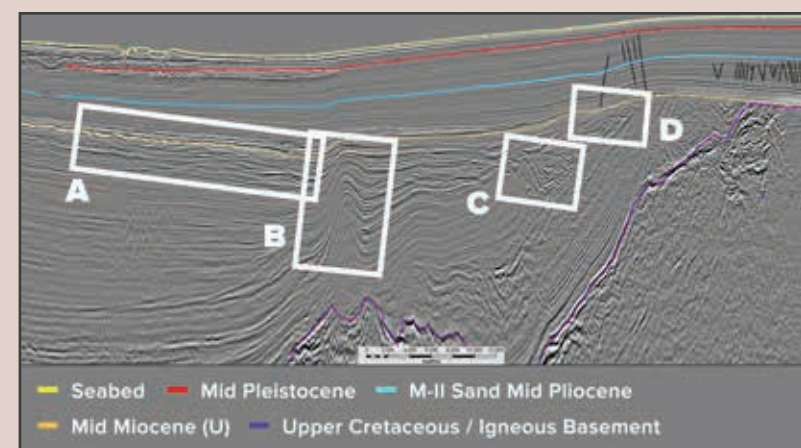 A
B
C
D
Seabed Mid Pleistocene M-II Sand Mid Pliocene
Mid Miocene (U) Upper Cretaceous / Igneous Basement